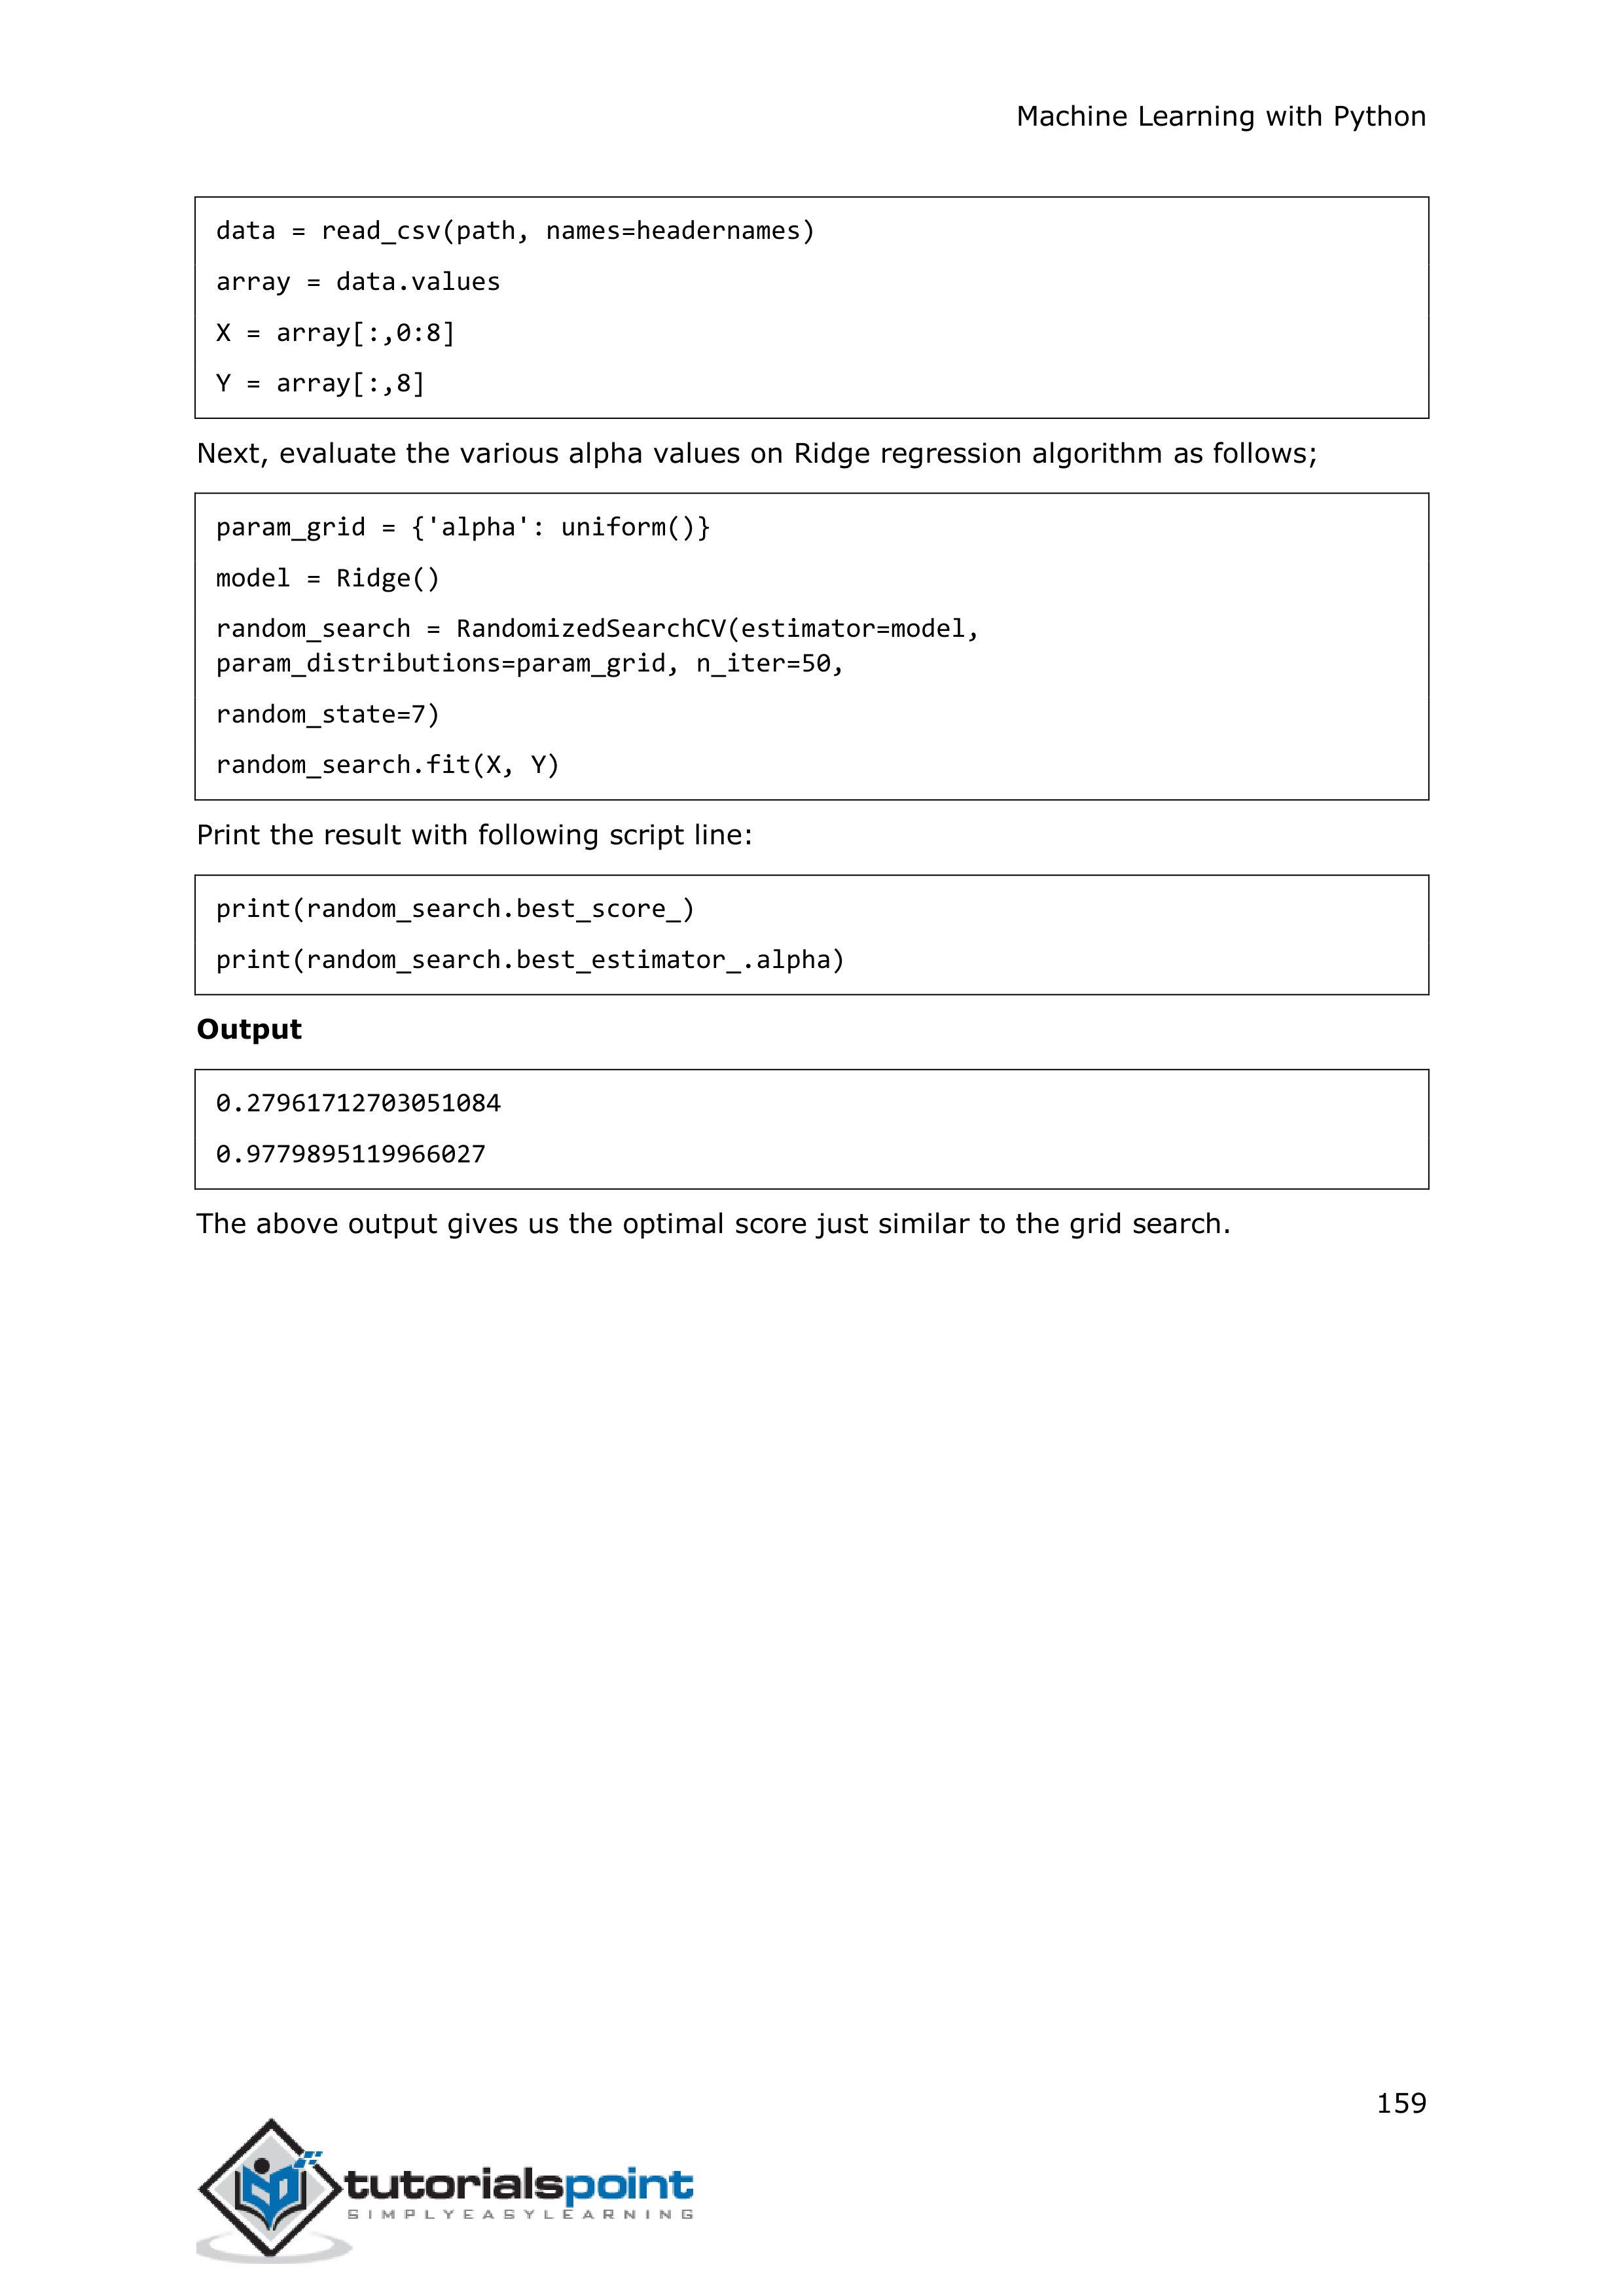 Machine Learning with Python
data = read_csv(path, names=headernames)
array = data.values
X = array[:,0:8]
Y = array[:,8]
Next, evaluate the various alpha values on Ridge regression algorithm as follows;
param_grid = {'alpha': uniform()}
model = Ridge()
random_search = RandomizedSearchCV(estimator=model,
param_distributions=param_grid, n_iter=50,
random_state=7)
random_search.fit(X, Y)
Print the result with following script line:
print(random_search.best_score_)
print(random_search.best_estimator_.alpha)
Output
0.27961712703051084
0.9779895119966027
The above output gives us the optimal score just similar to the grid search.
159
tutorialspoint
SIMPLYEASYLEARNING